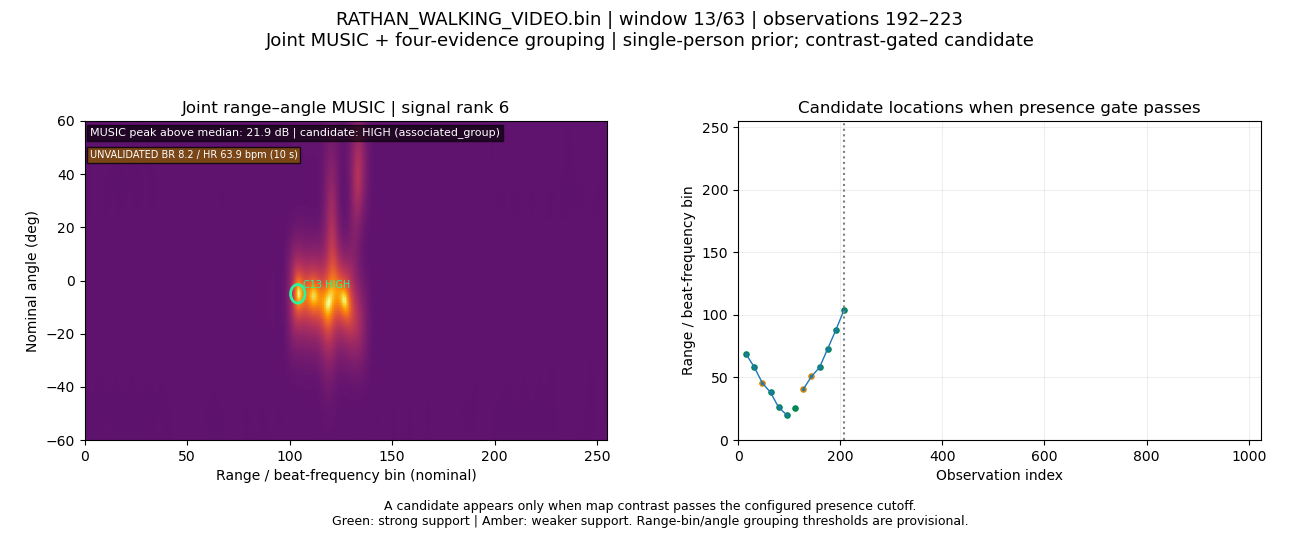 RATHAN_WALKING_VIDEO.bin | window 13/63 | observations 192–223
Joint MUSIC + four-evidence grouping | single-person prior; contrast-gated candidate
Joint range–angle MUSIC | signal rank 6
MUSIC peak above median: 21.9 dB | candidate: HIGH (associated_group)
UNVALIDATED BR 8.2 / HR 63.9 bpm (10 s)
C13 HIGH
Nominal angle (deg)
60
40
20
0
−20
−40
−60
0 50 100 150 200 250
Range / beat-frequency bin (nominal)
Candidate locations when presence gate passes
Range / beat-frequency bin
250
200
150
100
50
0
0 200 400 600 800 1000
Observation index
A candidate appears only when map contrast passes the configured presence cutoff.
Green: strong support | Amber: weaker support. Range-bin/angle grouping thresholds are provisional.